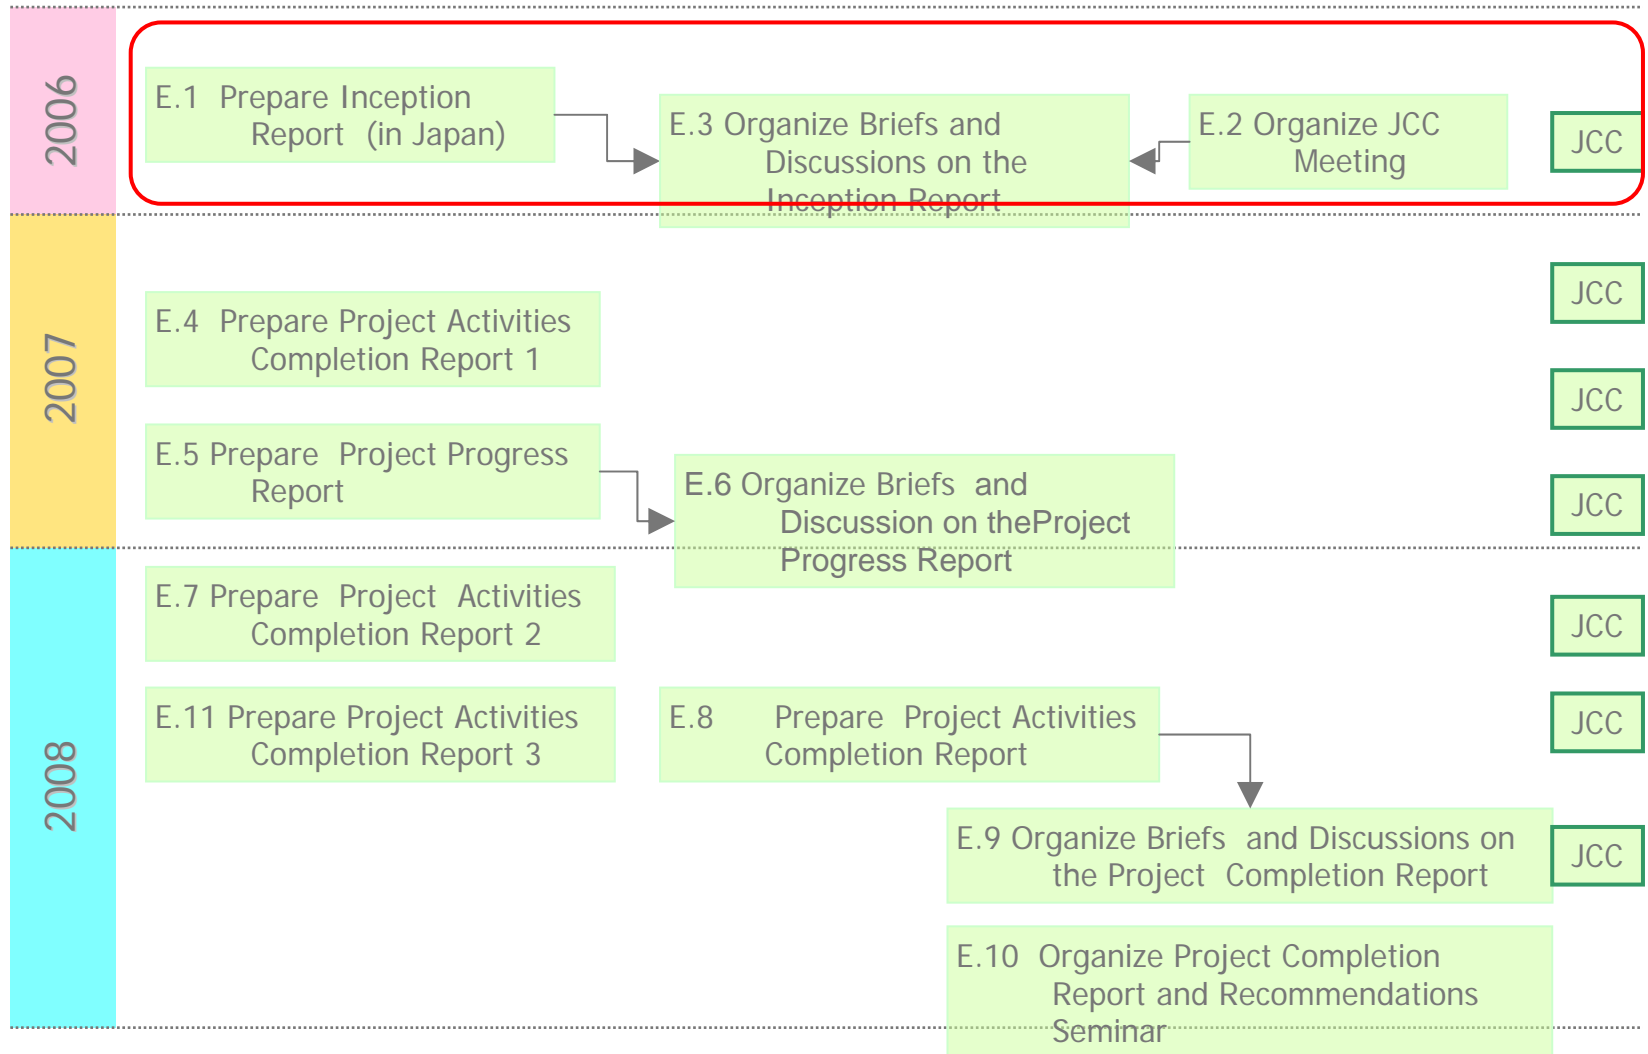 2006
E.1 Prepare Inception
Report (in Japan)
E.3 Organize Briefs and
Discussions on the
Inception Report
E.2 Organize JCC
Meeting
JCC
2007
JCC
E.4 Prepare Project Activities
Completion Report 1
JCC
E.5 Prepare Project Progress
Report
E.6 Organize Briefs and
Discussion on theProject
Progress Report
JCC
2008
E.7 Prepare Project Activities
Completion Report 2
JCC
E.11 Prepare Project Activities
Completion Report 3
E.8 Prepare Project Activities
Completion Report
JCC
E.9 Organize Briefs and Discussions on
the Project Completion Report
JCC
E.10 Organize Project Completion
Report and Recommendations
Seminar